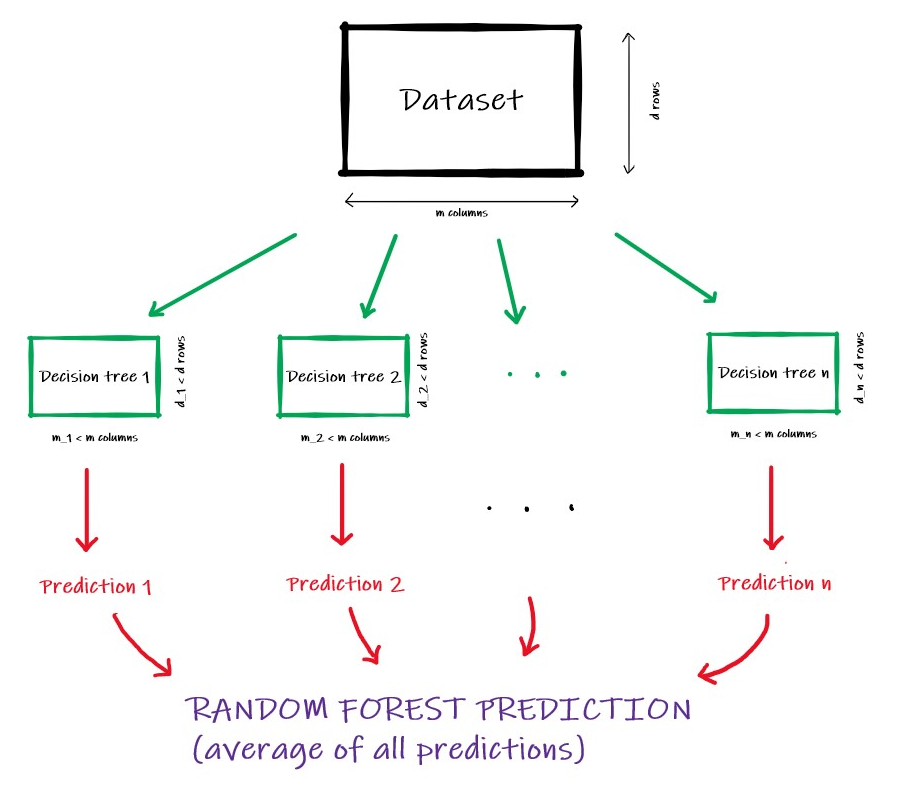 Dataset
d rows
m columns
Decision tree 1
d_1 < d rows
m_1 < m columns
Decision tree 2
d_2 < d rows
m_2 < m columns
. . .
Decision tree n
d_n < d rows
m_n < m columns
. . .
Prediction 1
Prediction 2
Prediction n
RANDOM FOREST PREDICTION
(average of all predictions)